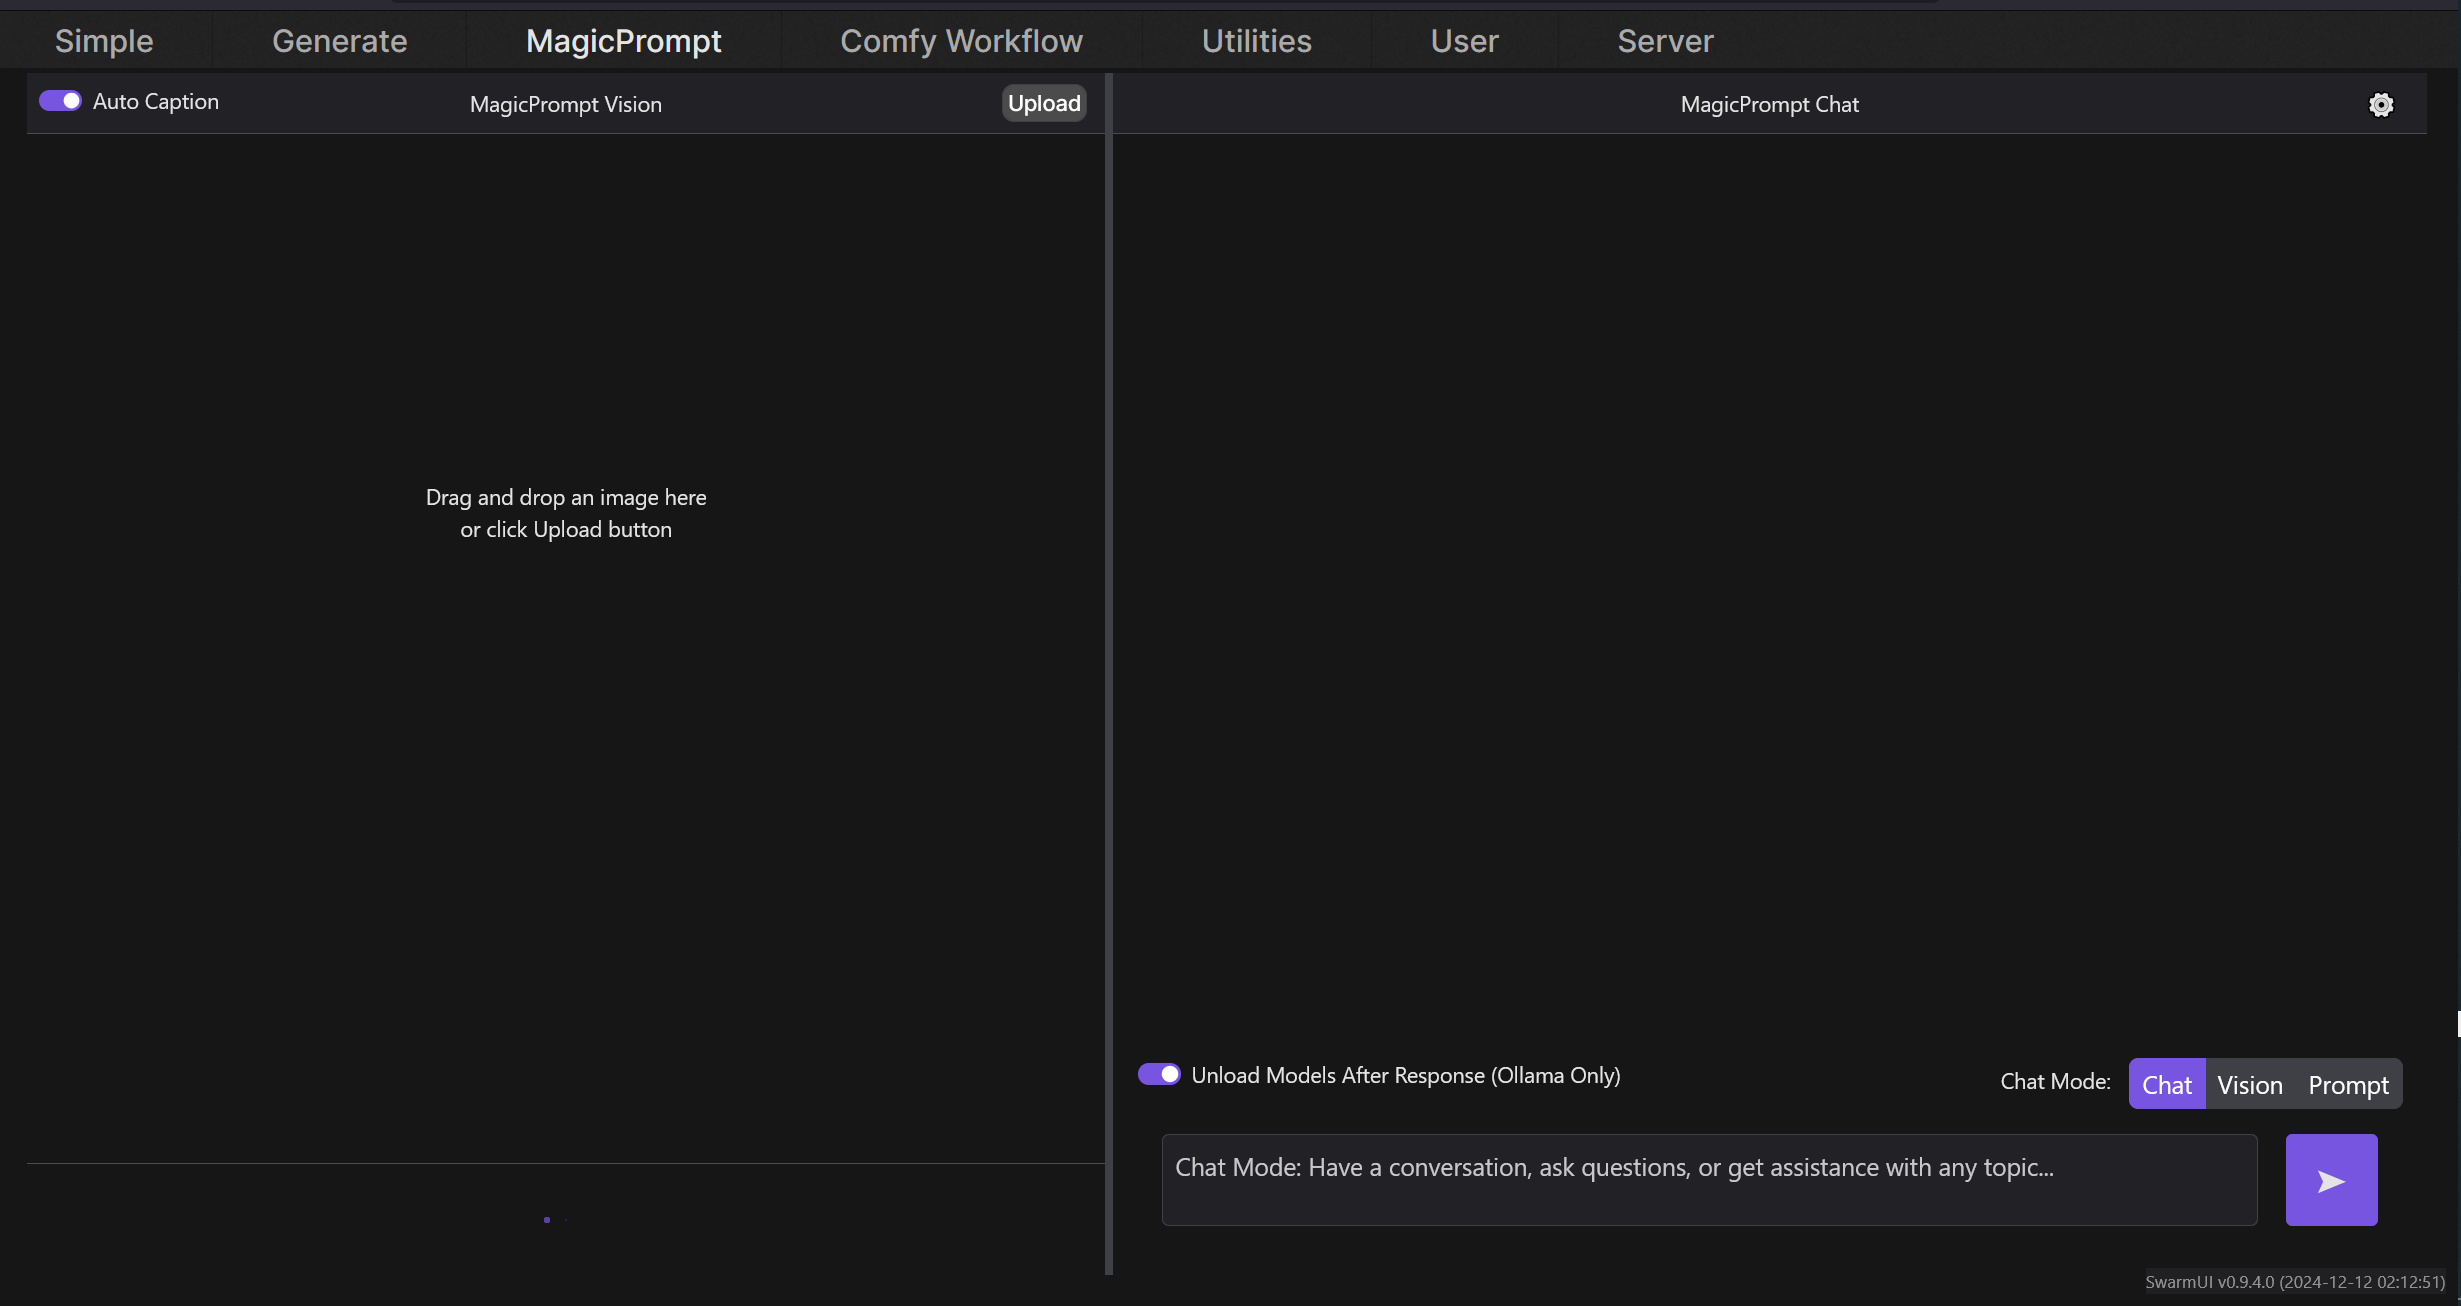 Simple Generate MagicPrompt Comfy Workflow Utilities User Server
Auto Caption
MagicPrompt Vision
Upload
Drag and drop an image here
or click Upload button
MagicPrompt Chat
Unload Models After Response (Ollama Only)
Chat Mode: Chat Vision Prompt
Chat Mode: Have a conversation, ask questions, or get assistance with any topic...
SwarmUI v0.9.4.0 (2024-12-12 02:12:51)